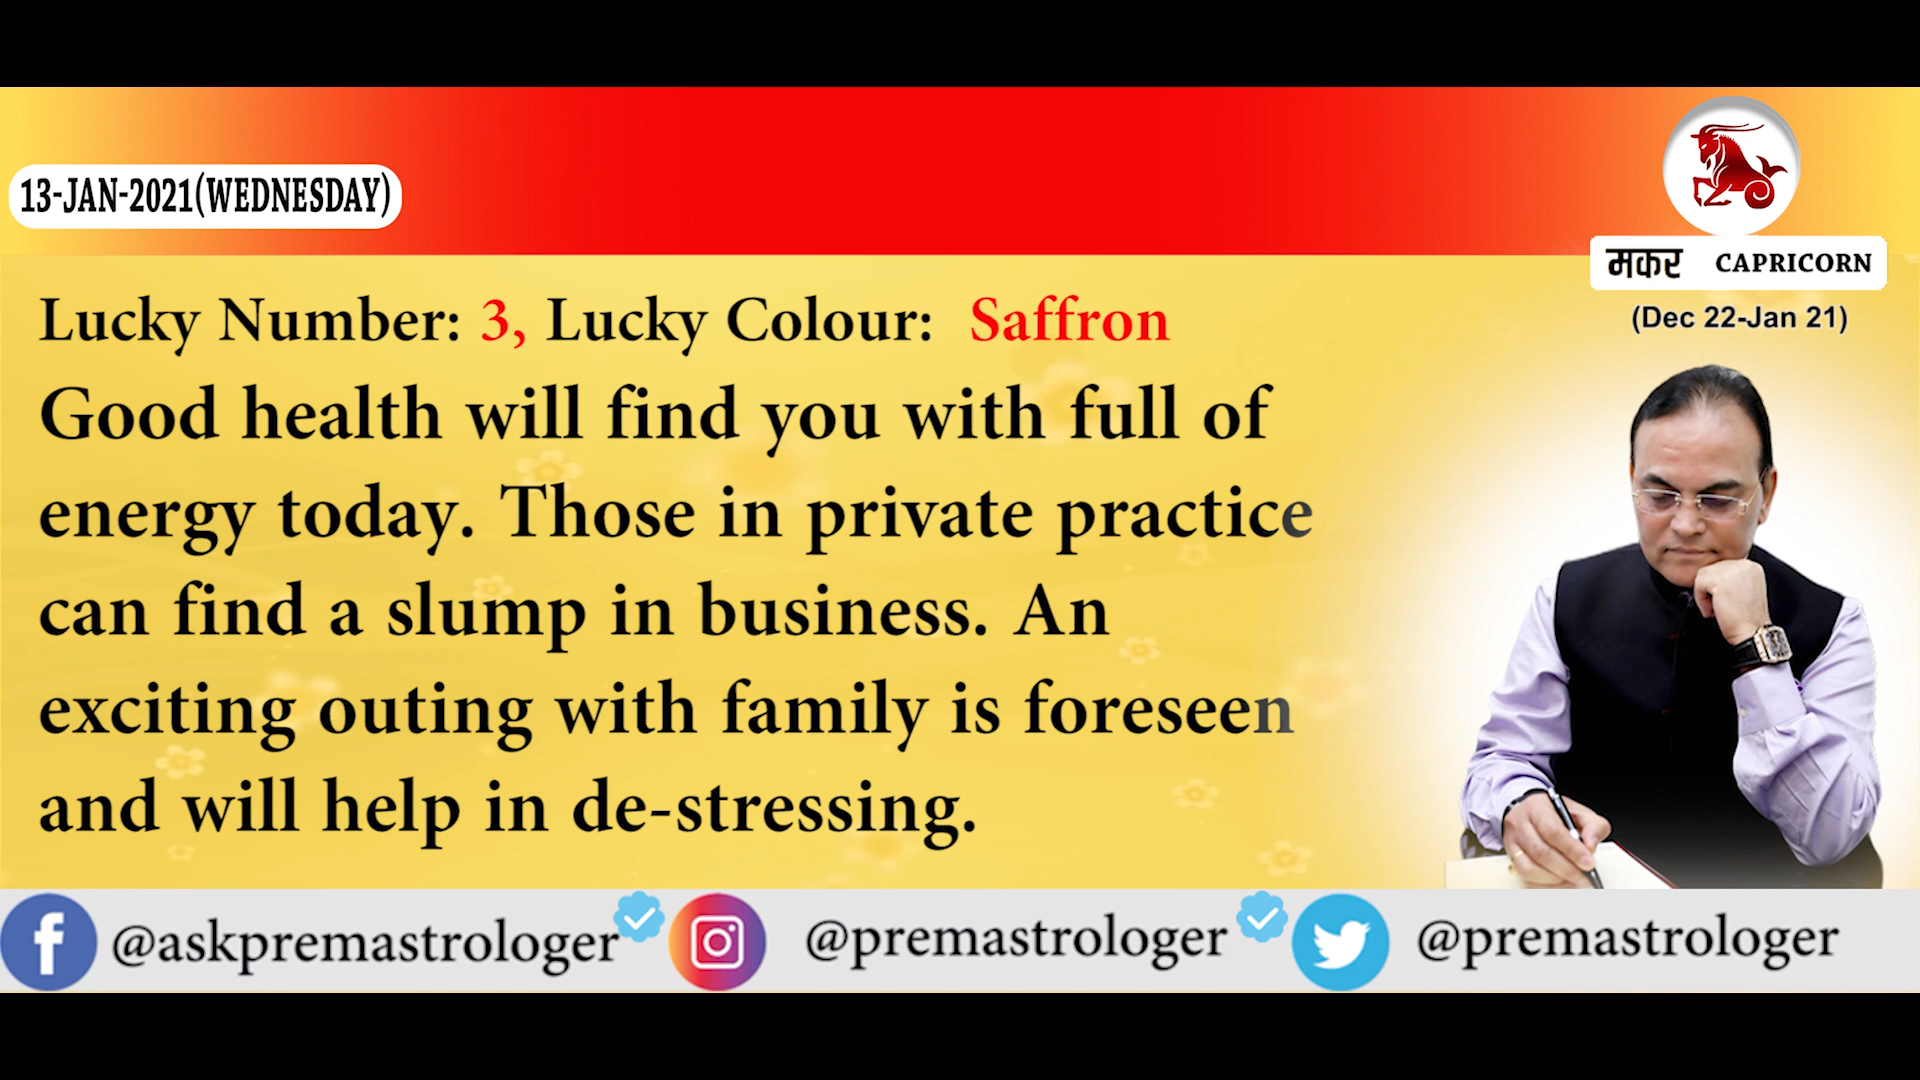 13-JAN-2021(WEDNESDAY)
मकर CAPRICORN
(Dec 22-Jan 21)
Lucky Number: 3, Lucky Colour: Saffron
Good health will find you with full of
energy today. Those in private practice
can find a slump in business. An
exciting outing with family is foreseen
and will help in de-stressing.
@askpremastrologer @premastrologer @premastrologer